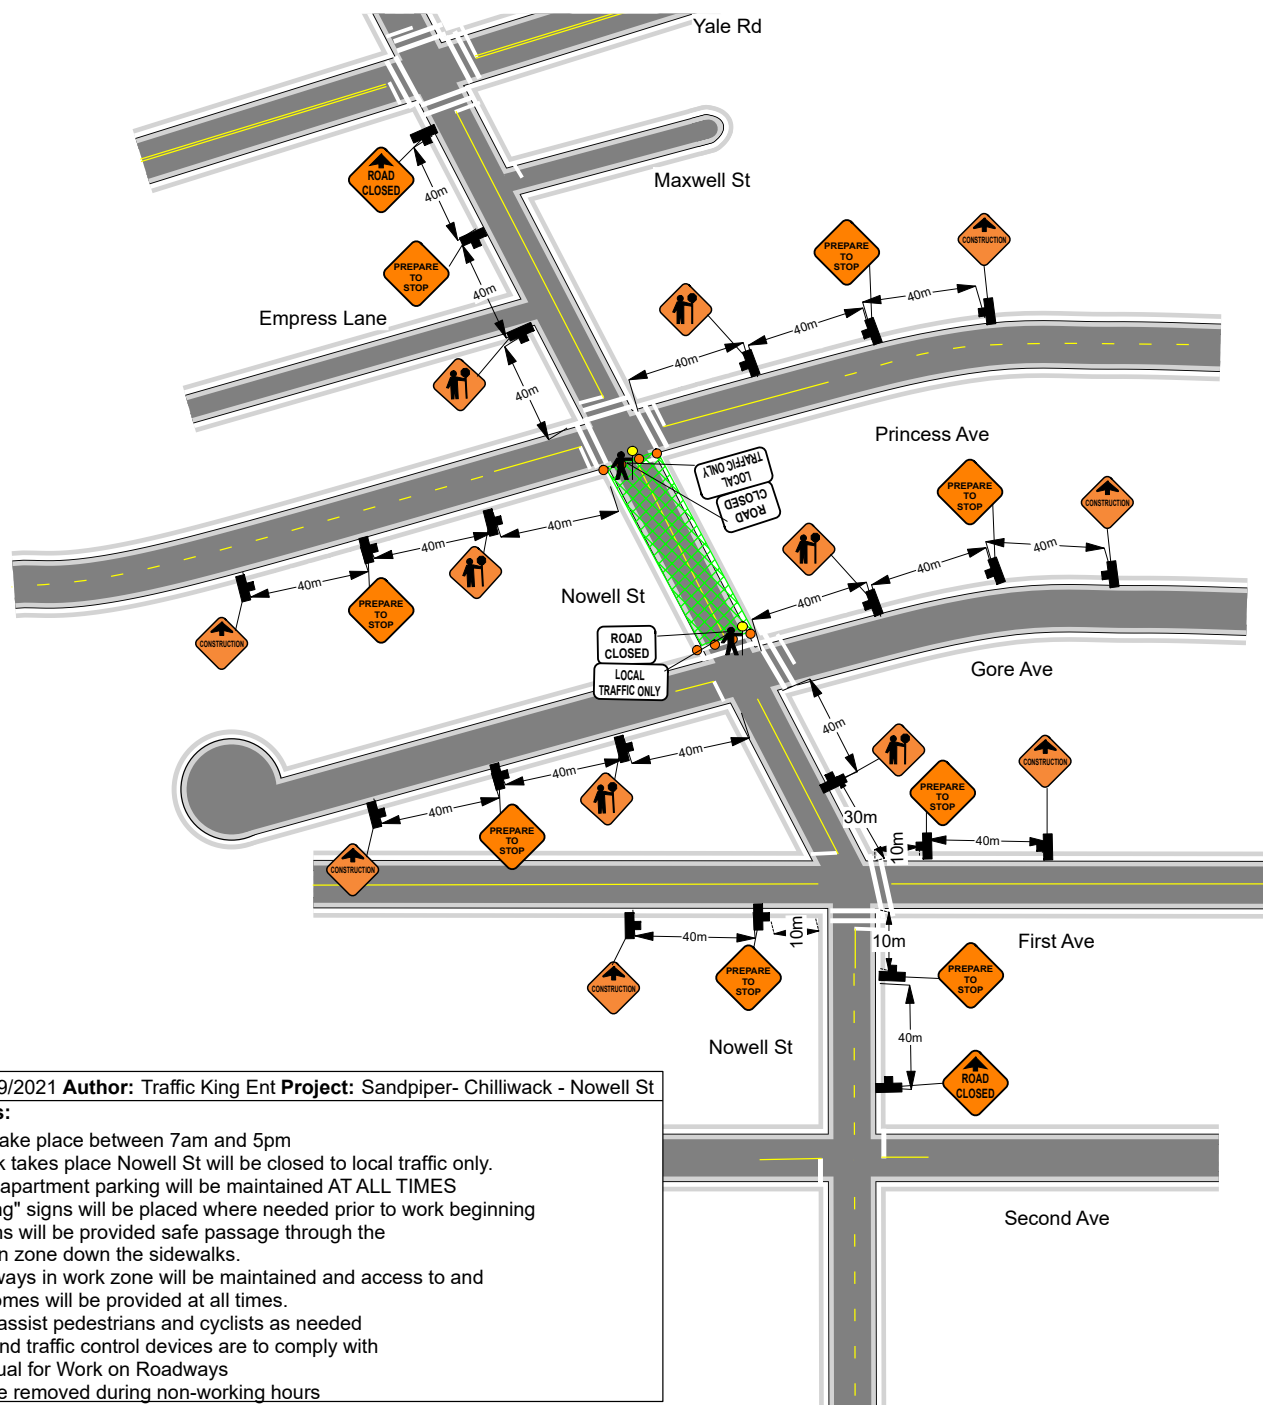 Yale Rd
ROAD
CLOSED
40m
Maxwell St
PREPARE
TO
STOP
40m
Empress Lane
40m
PREPARE
TO
STOP
CONSTRUCTION
40m
40m
40m
Princess Ave
LOCAL
TRAFFIC ONLY
ROAD
CLOSED
40m
40m
40m
PREPARE
TO
STOP
CONSTRUCTION
PREPARE
TO
STOP
CONSTRUCTION
40m
40m
40m
Nowell St
ROAD
CLOSED
LOCAL
TRAFFIC ONLY
Gore Ave
40m
40m
40m
40m
PREPARE
TO
STOP
CONSTRUCTION
CONSTRUCTION
PREPARE
TO
STOP
30m
10m
40m
First Ave
10m
40m
10m
CONSTRUCTION
PREPARE
TO
STOP
PREPARE
TO
STOP
40m
Nowell St
ROAD
CLOSED
Second Ave
9/2021 Author: Traffic King Ent Project: Sandpiper- Chilliwack - Nowell St
s:
ake place between 7am and 5pm
k takes place Nowell St will be closed to local traffic only.
apartment parking will be maintained AT ALL TIMES
ng" signs will be placed where needed prior to work beginning
ns will be provided safe passage through the
n zone down the sidewalks.
ways in work zone will be maintained and access to and
omes will be provided at all times.
assist pedestrians and cyclists as needed
nd traffic control devices are to comply with
ual for Work on Roadways
e removed during non-working hours